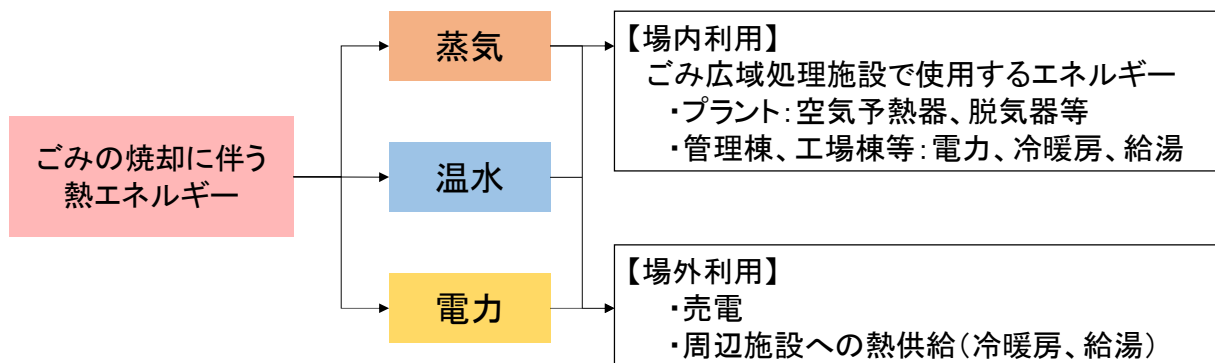 ごみの焼却に伴う
熱エネルギー
蒸気
温水
電力
【場内利用】
ごみ広域処理施設で使用するエネルギー
・プラント：空気予熱器、脱気器等
・管理棟、工場棟等：電力、冷暖房、給湯
【場外利用】
・売電
・周辺施設への熱供給（冷暖房、給湯）